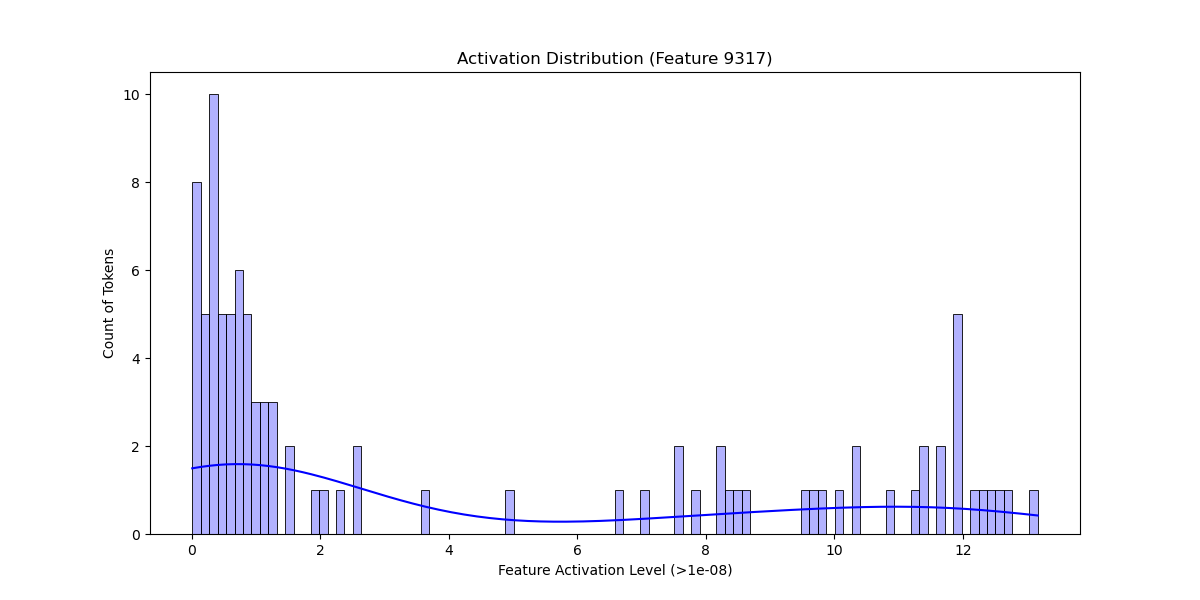 Activation Distribution (Feature 9317)
10
8
6
4
2
0
Count of Tokens
0 2 4 6 8 10 12
Feature Activation Level (>1e-08)